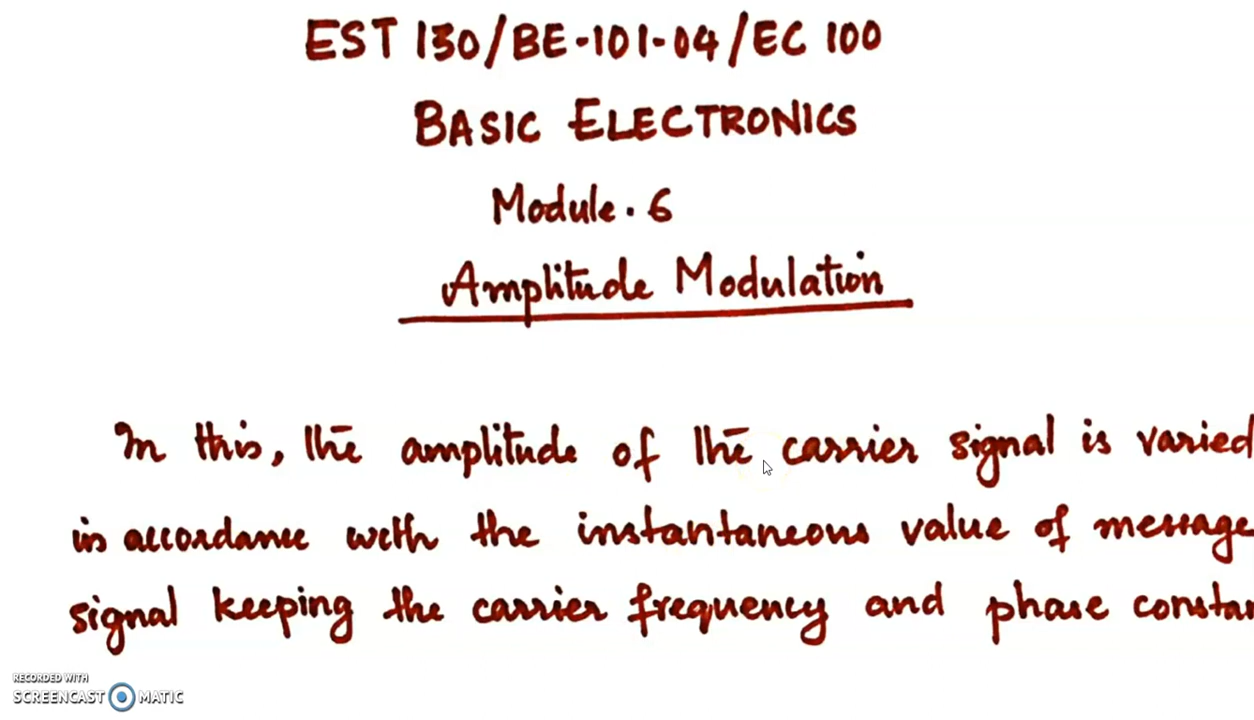 EST 130/BE-101-04/EC 100
BASIC ELECTRONICS
Module . 6
Amplitude Modulation
In this, the amplitude of the carrier signal is varied
in accordance with the instantaneous value of message
signal keeping the carrier frequency and phase constan
RECORDED WITH
SCREENCAST MATIC